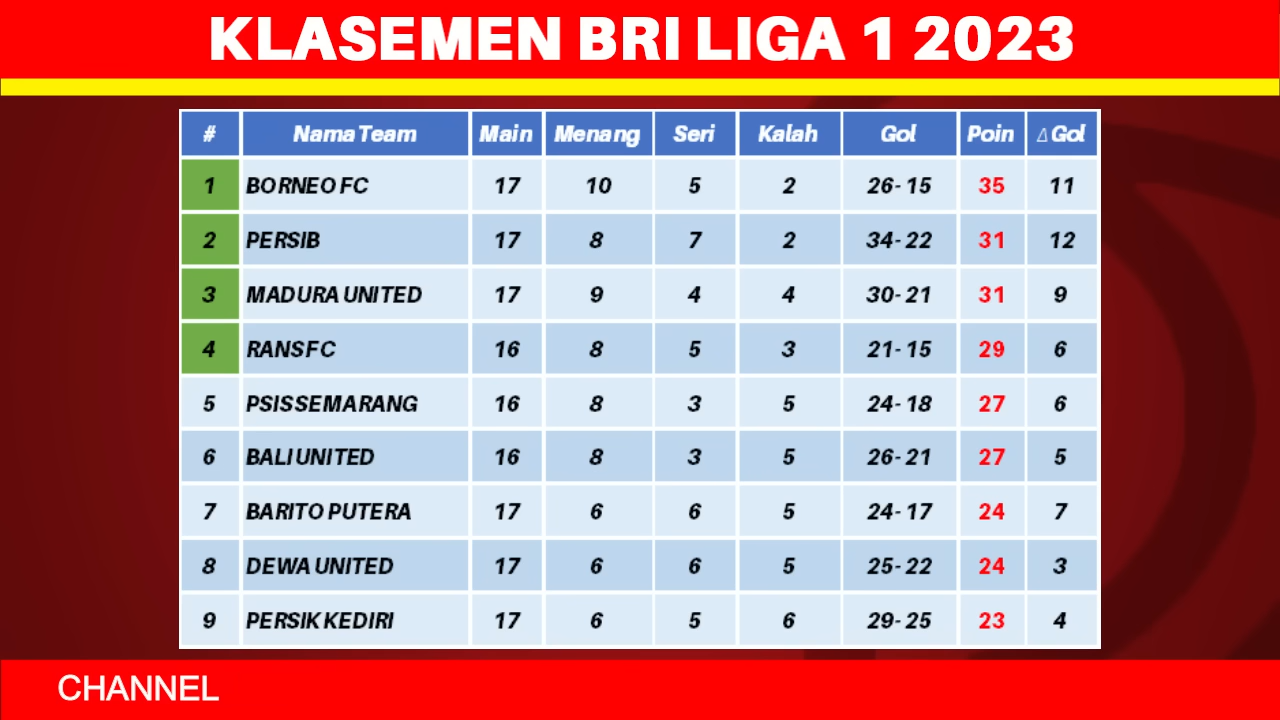 KLASEMEN BRI LIGA 1 2023
# Nama Team Main Menang Seri Kalah Gol Poin Δ Gol
1 BORNEO FC 17 10 5 2 26-15 35 11
2 PERSIB 17 8 7 2 34-22 31 12
3 MADURA UNITED 17 9 4 4 30-21 31 9
4 RANS FC 16 8 5 3 21-15 29 6
5 PSIS SEMARANG 16 8 3 5 24-18 27 6
6 BALI UNITED 16 8 3 5 26-21 27 5
7 BARITO PUTERA 17 6 6 5 24-17 24 7
8 DEWA UNITED 17 6 6 5 25-22 24 3
9 PERSIK KEDIRI 17 6 5 6 29-25 23 4
CHANNEL